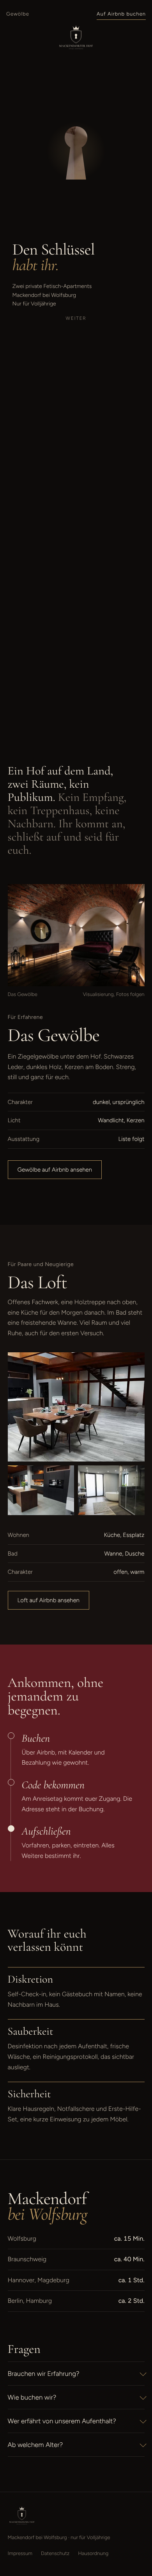 Gewölbe
Auf Airbnb buchen
MACKENDORFER HOF
Den Schlüssel
habt ihr.
Zwei private Fetisch-Apartments
Mackendorf bei Wolfsburg
Nur für Volljährige
WEITER
Ein Hof auf dem Land,
zwei Räume, kein
Publikum. Kein Empfang,
kein Treppenhaus, keine
Nachbarn. Ihr kommt an,
schließt auf und seid für
euch.
Das Gewölbe
Visualisierung, Fotos folgen
Für Erfahrene
Das Gewölbe
Ein Ziegelgewölbe unter dem Hof. Schwarzes
Leder, dunkles Holz, Kerzen am Boden. Streng,
still und ganz für euch.
Charakter
dunkel, ursprünglich
Licht
Wandlicht, Kerzen
Ausstattung
Liste folgt
Gewölbe auf Airbnb ansehen
Für Paare und Neugierige
Das Loft
Offenes Fachwerk, eine Holztreppe nach oben,
eine Küche für den Morgen danach. Im Bad steht
eine freistehende Wanne. Viel Raum und viel
Ruhe, auch für den ersten Versuch.
Wohnen
Küche, Essplatz
Bad
Wanne, Dusche
Charakter
offen, warm
Loft auf Airbnb ansehen
Ankommen, ohne
jemandem zu
begegnen.
Buchen
Über Airbnb, mit Kalender und
Bezahlung wie gewohnt.
Code bekommen
Am Anreisetag kommt euer Zugang. Die
Adresse steht in der Buchung.
Aufschließen
Vorfahren, parken, eintreten. Alles
Weitere bestimmt ihr.
Worauf ihr euch
verlassen könnt
Diskretion
Self-Check-in, kein Gästebuch mit Namen, keine
Nachbarn im Haus.
Sauberkeit
Desinfektion nach jedem Aufenthalt, frische
Wäsche, ein Reinigungsprotokoll, das sichtbar
ausliegt.
Sicherheit
Klare Hausregeln, Notfallschere und Erste-Hilfe-
Set, eine kurze Einweisung zu jedem Möbel.
Mackendorf
bei Wolfsburg
Wolfsburg
ca. 15 Min.
Braunschweig
ca. 40 Min.
Hannover, Magdeburg
ca. 1 Std.
Berlin, Hamburg
ca. 2 Std.
Fragen
Brauchen wir Erfahrung?
Wie buchen wir?
Wer erfährt von unserem Aufenthalt?
Ab welchem Alter?
Mackendorf bei Wolfsburg · nur für Volljährige
Impressum
Datenschutz
Hausordnung